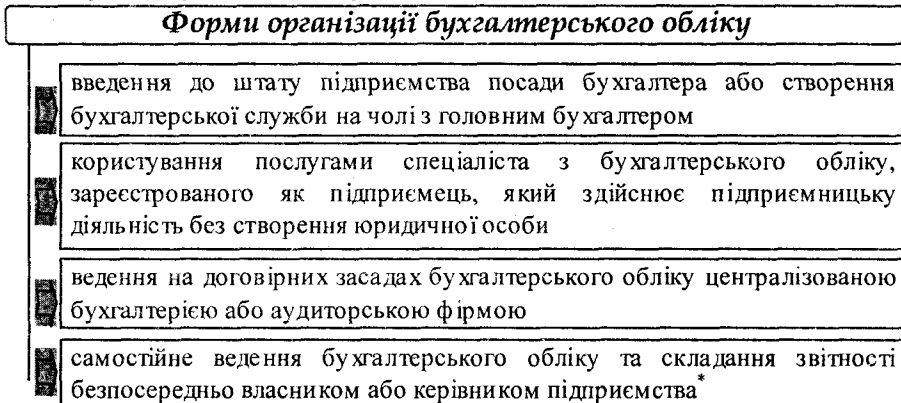 Форми організації бухгалтерського обліку
введення до штату підприємства посади бухгалтера або створення
бухгалтерської служби на чолі з головним бухгалтером
користування послугами спеціаліста з бухгалтерського обліку,
зареєстрованого як підприємець, який здійснює підприємницьку
діяльність без створення юридичної особи
ведення на договірних засадах бухгалтерського обліку централізованою
бухгалтерією або аудиторською фірмою
самостійне ведення бухгалтерського обліку та складання звітності
безпосередньо власником або керівником підприємства*